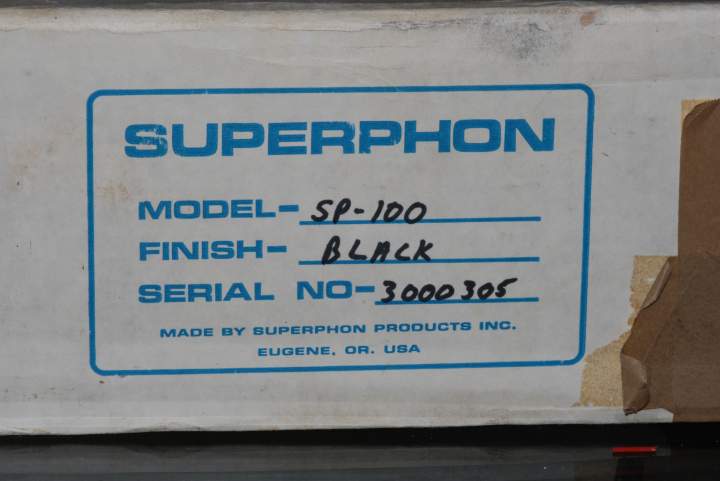 SUPERPHON
MODEL- SP-100
FINISH- BLACK
SERIAL NO- 3000305
MADE BY SUPERPHON PRODUCTS INC.
EUGENE, OR. USA